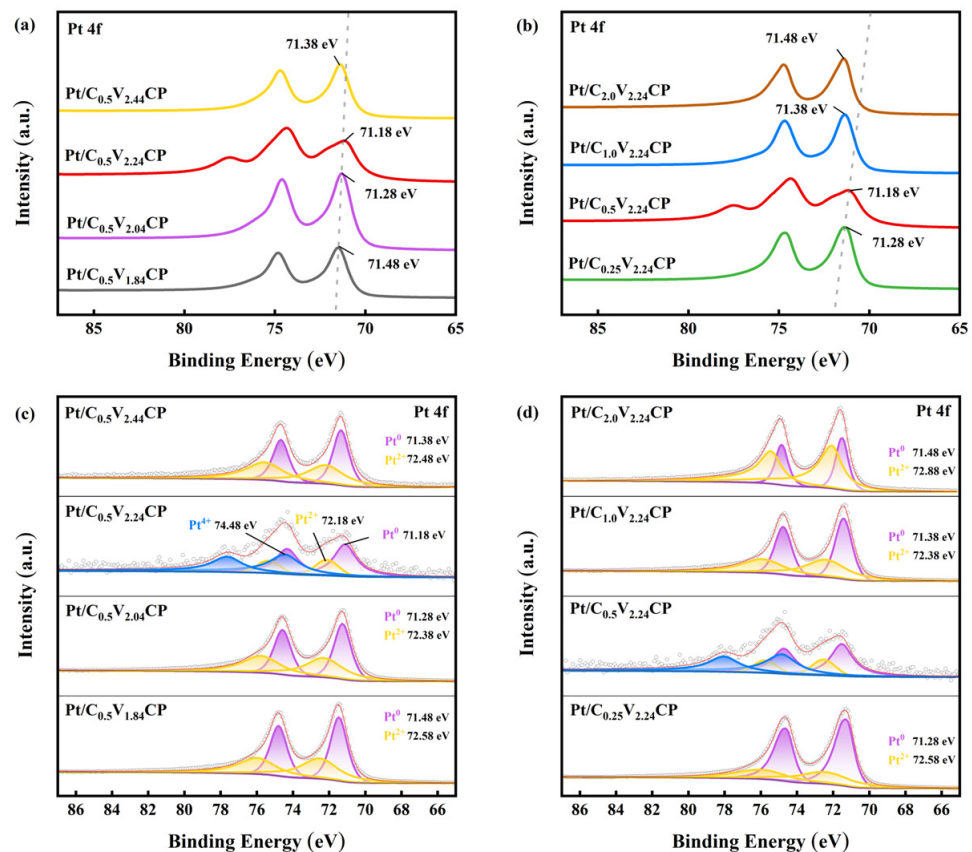 (a)
Pt 4f
71.38 eV
Pt/C₀.₅V₂.₄₄CP
71.18 eV
Pt/C₀.₅V₂.₂₄CP
71.28 eV
Pt/C₀.₅V₂.₀₄CP
71.48 eV
Pt/C₀.₅V₁.₈₄CP
Intensity (a.u.)
85 80 75 70 65
Binding Energy (eV)
(b)
Pt 4f
71.48 eV
Pt/C₂.₀V₂.₂₄CP
71.38 eV
Pt/C₁.₀V₂.₂₄CP
71.18 eV
Pt/C₀.₅V₂.₂₄CP
71.28 eV
Pt/C₀.₂₅V₂.₂₄CP
Intensity (a.u.)
85 80 75 70 65
Binding Energy (eV)
(c)
Pt/C₀.₅V₂.₄₄CP
Pt 4f
Pt⁰ 71.38 eV
Pt²⁺ 72.48 eV
Pt/C₀.₅V₂.₂₄CP
Pt⁴⁺ 74.48 eV
Pt²⁺ 72.18 eV
Pt⁰ 71.18 eV
Pt/C₀.₅V₂.₀₄CP
Pt⁰ 71.28 eV
Pt²⁺ 72.38 eV
Pt/C₀.₅V₁.₈₄CP
Pt⁰ 71.48 eV
Pt²⁺ 72.58 eV
Intensity (a.u.)
86 84 82 80 78 76 74 72 70 68 66
Binding Energy (eV)
(d)
Pt/C₂.₀V₂.₂₄CP
Pt 4f
Pt⁰ 71.48 eV
Pt²⁺ 72.88 eV
Pt/C₁.₀V₂.₂₄CP
Pt⁰ 71.38 eV
Pt²⁺ 72.38 eV
Pt/C₀.₅V₂.₂₄CP
Pt/C₀.₂₅V₂.₂₄CP
Pt⁰ 71.28 eV
Pt²⁺ 72.58 eV
Intensity (a.u.)
86 84 82 80 78 76 74 72 70 68 66
Binding Energy (eV)